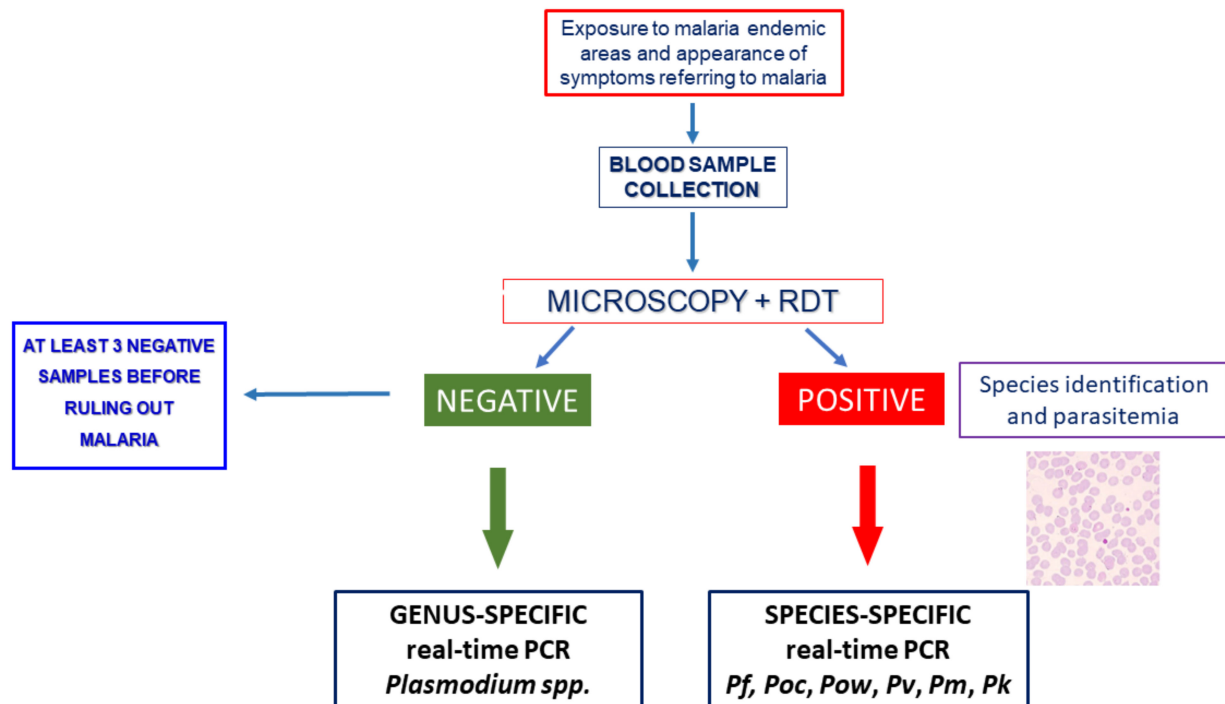 Exposure to malaria endemic
areas and appearance of
symptoms referring to malaria
BLOOD SAMPLE
COLLECTION
MICROSCOPY + RDT
AT LEAST 3 NEGATIVE
SAMPLES BEFORE
RULING OUT
MALARIA
NEGATIVE
POSITIVE
Species identification
and parasitemia
GENUS-SPECIFIC
real-time PCR
Plasmodium spp.
SPECIES-SPECIFIC
real-time PCR
Pf, Poc, Pow, Pv, Pm, Pk